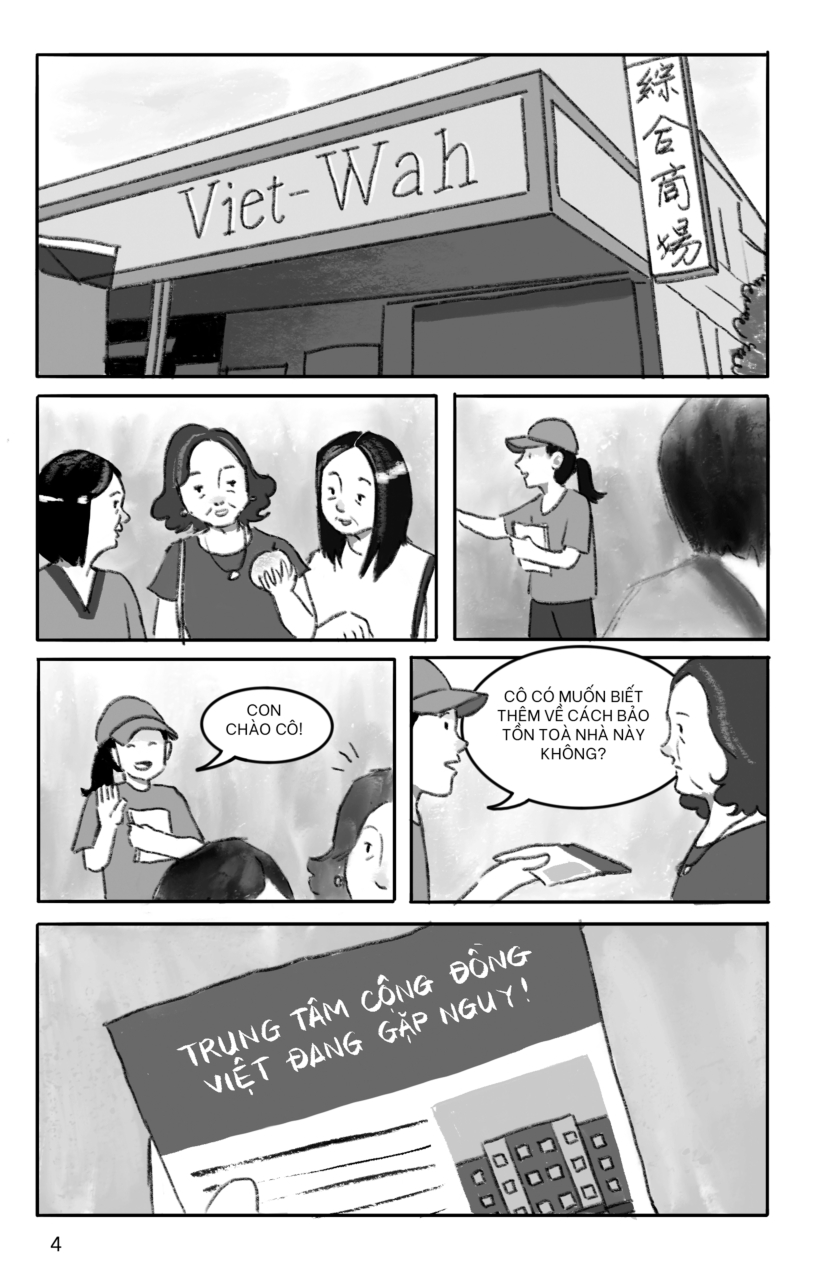 Viet-Wah
綜合商場
CON
CHÀO CÔ!
CÔ CÓ MUỐN BIẾT
THÊM VỀ CÁCH BẢO
TỒN TOÀ NHÀ NÀY
KHÔNG?
TRUNG TÂM CỘNG ĐỒNG
VIỆT ĐANG GẶP NGUY!
4